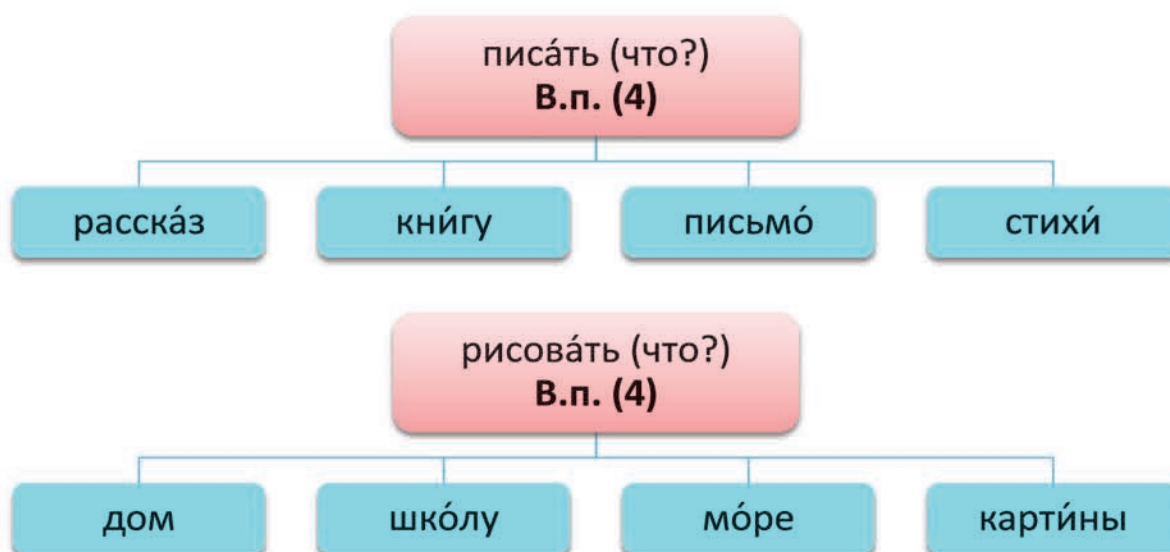 писа́ть (что?)
В.п. (4)
расска́з кни́гу письмо́ стихи́
рисова́ть (что?)
В.п. (4)
дом шко́лу мо́ре карти́ны